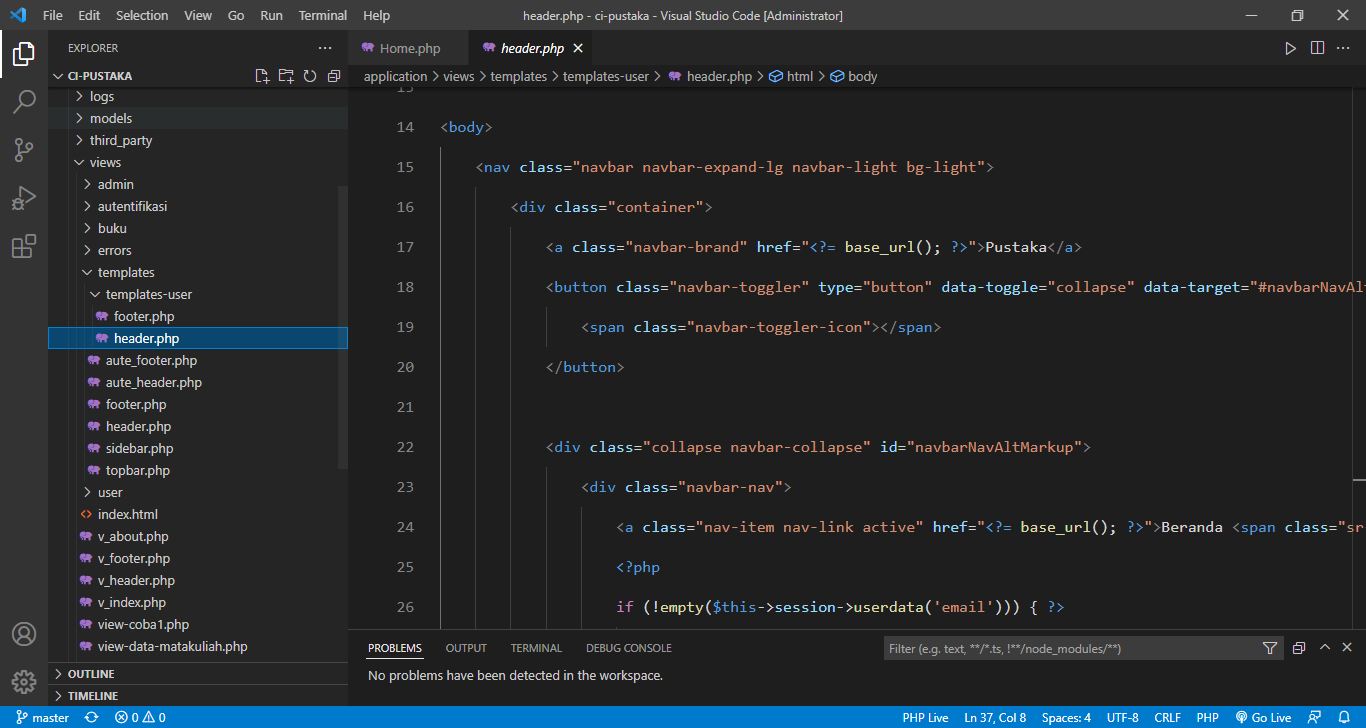 File Edit Selection View Go Run Terminal Help header.php - ci-pustaka - Visual Studio Code [Administrator]
EXPLORER
CI-PUSTAKA
logs
models
third_party
views
admin
autentifikasi
buku
errors
templates
templates-user
footer.php
header.php
aute_footer.php
aute_header.php
footer.php
header.php
sidebar.php
topbar.php
user
index.html
v_about.php
v_footer.php
v_header.php
v_index.php
view-coba1.php
view-data-matakuliah.php
OUTLINE
TIMELINE
Home.php header.php
application > views > templates > templates-user > header.php > html > body
14 <body>
15 <nav class="navbar navbar-expand-lg navbar-light bg-light">
16 <div class="container">
17 <a class="navbar-brand" href="<?= base_url(); ?>">Pustaka</a>
18 <button class="navbar-toggler" type="button" data-toggle="collapse" data-target="#navbarNavAl
19 <span class="navbar-toggler-icon"></span>
20 </button>
21
22 <div class="collapse navbar-collapse" id="navbarNavAltMarkup">
23 <div class="navbar-nav">
24 <a class="nav-item nav-link active" href="<?= base_url(); ?>">Beranda <span class="sr
25 <?php
26 if (!empty($this->session->userdata('email'))) { ?>
PROBLEMS OUTPUT TERMINAL DEBUG CONSOLE Filter (e.g. text, **/*.ts, !**/node_modules/**)
No problems have been detected in the workspace.
master 0 0 PHP Live Ln 37, Col 8 Spaces: 4 UTF-8 CRLF PHP Go Live